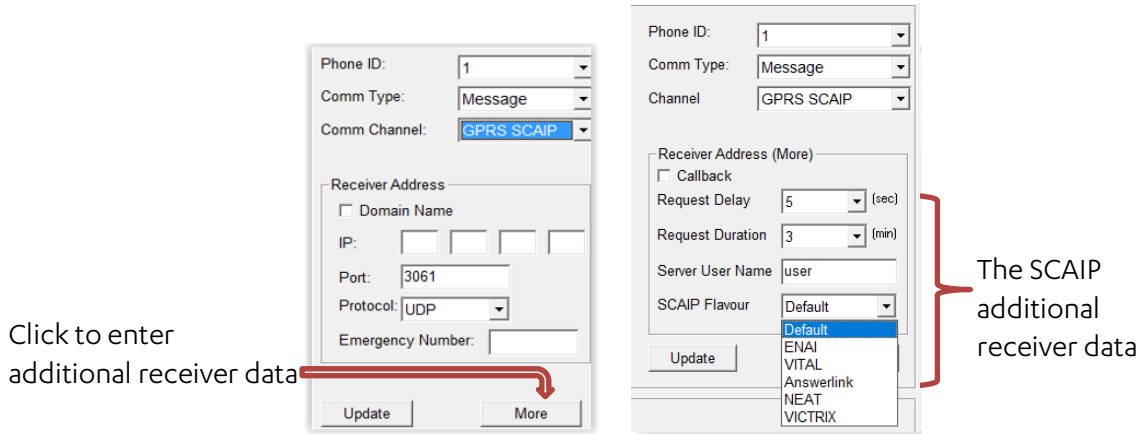 Phone ID: 1
Comm Type: Message
Comm Channel: GPRS SCAIP
Receiver Address
Domain Name
IP:
Port: 3061
Protocol: UDP
Emergency Number:
Update More
Click to enter
additional receiver data
Phone ID: 1
Comm Type: Message
Channel GPRS SCAIP
Receiver Address (More)
Callback
Request Delay 5 (sec)
Request Duration 3 (min)
Server User Name user
SCAIP Flavour Default
Default
ENAI
VITAL
Answerlink
NEAT
VICTRIX
Update
The SCAIP
additional
receiver data